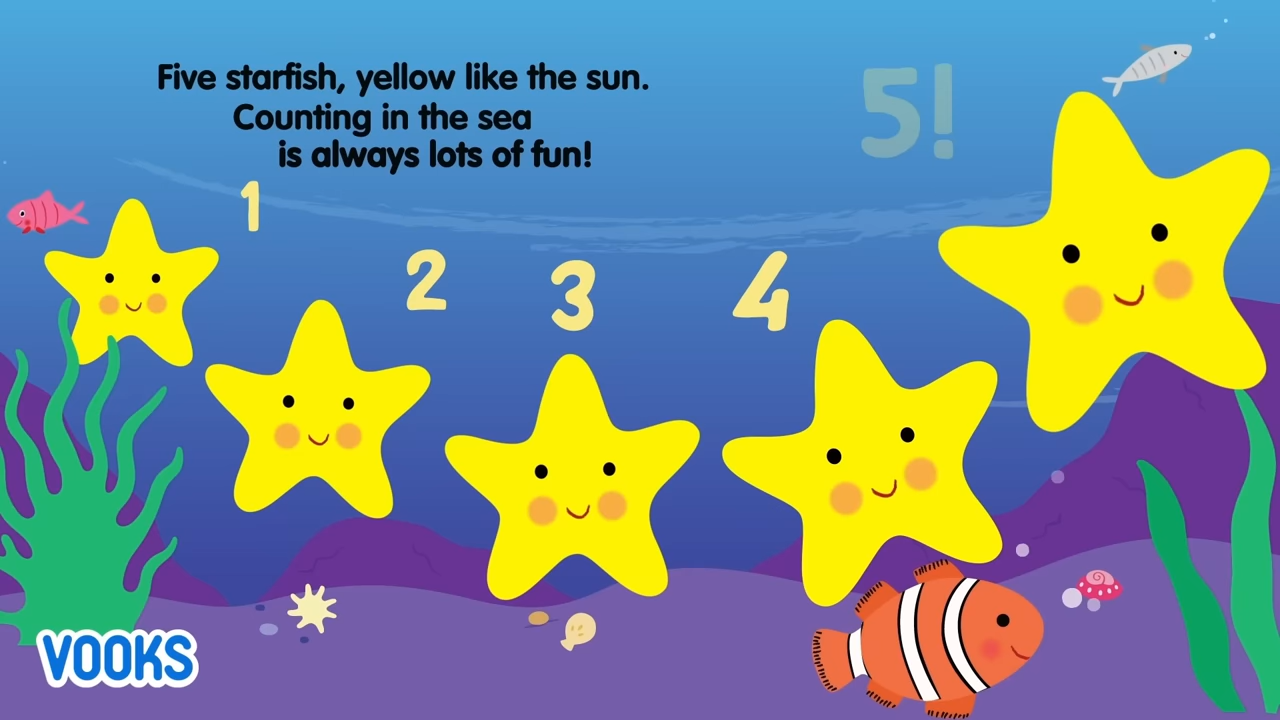 Five starfish, yellow like the sun.
Counting in the sea
is always lots of fun!
5!
1
2
3
4
VOOKS